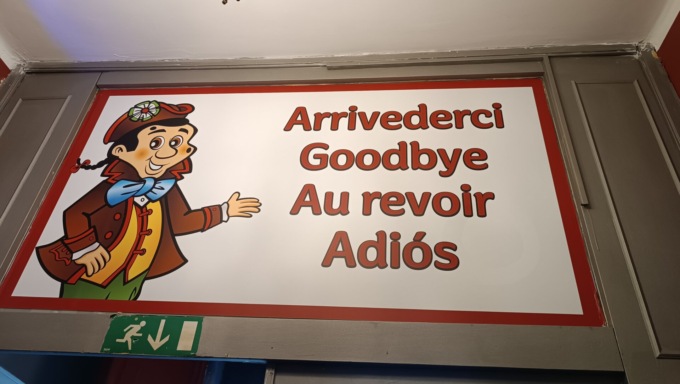 Arrivederci
Goodbye
Au revoir
Adiós